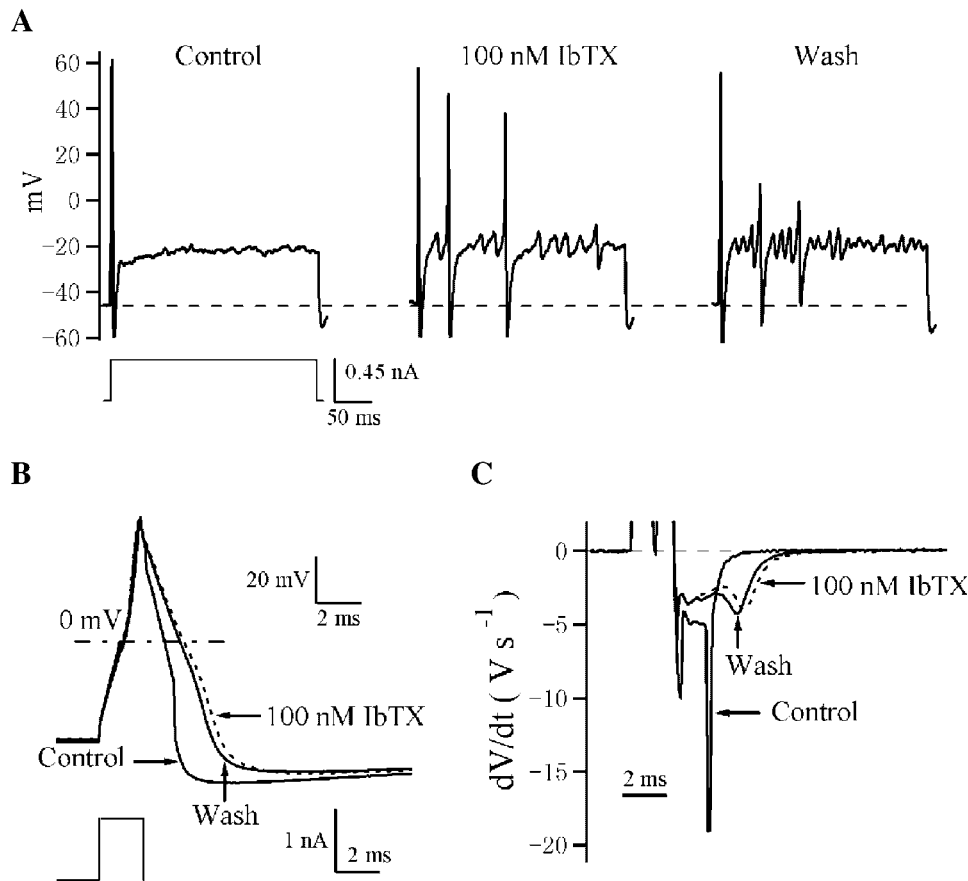 A
Control
100 nM IbTX
Wash
mV
60
40
20
0
−20
−40
−60
0.45 nA
50 ms
B
0 mV
20 mV
2 ms
100 nM IbTX
Control
Wash
1 nA
2 ms
C
dV/dt ( V s⁻¹)
0
−5
−10
−15
−20
100 nM IbTX
Wash
Control
2 ms